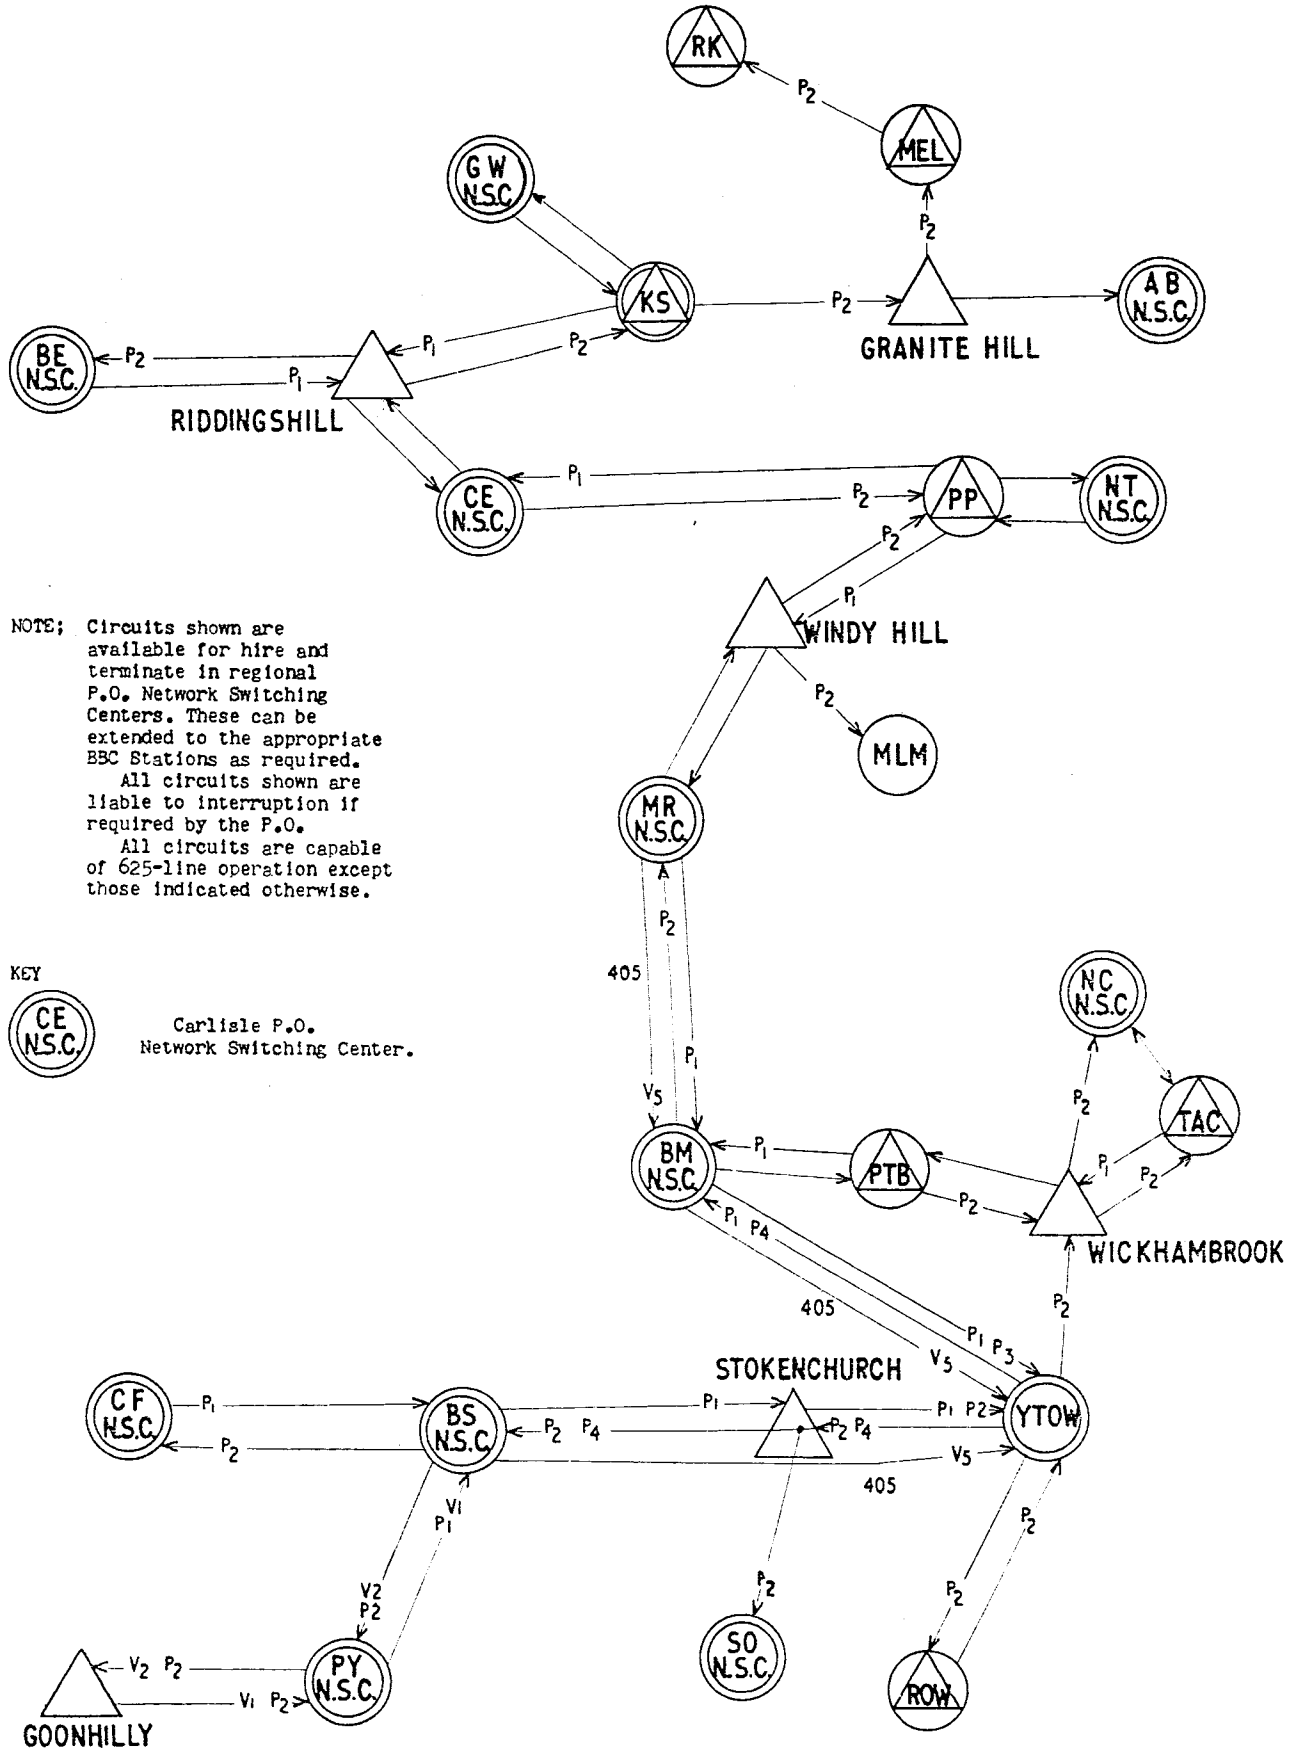 RK
P2
MEL
G W
N.S.C
P2
KS
P2
A B
N.S.C.
GRANITE HILL
BE
N.S.C.
P2
P1
P1
P2
RIDDINGSHILL
CE
N.S.C.
P1
P2
PP
NT
N.S.C.
P2
P1
WINDY HILL
NOTE; Circuits shown are
available for hire and
terminate in regional
P.O. Network Switching
Centers. These can be
extended to the appropriate
BBC Stations as required.
All circuits shown are
liable to interruption if
required by the P.O.
All circuits are capable
of 625-line operation except
those indicated otherwise.
P2
MLM
MR
N.S.C.
P2
405
P1
V5
KEY
CE
N.S.C.
Carlisle P.O.
Network Switching Center.
NC
N.S.C.
P2
TAC
P1
P2
BM
N.S.C.
P1
PTB
P2
WICKHAMBROOK
P1 P4
405
P2
P1 P3
V5
STOKENCHURCH
CF
N.S.C.
P1
P2
BS
N.S.C.
P1
P2 P4
P1 P2
P2 P4
YTOW
V5
405
V1
P1
P2
V2
P2
P2
P2
SO
N.S.C.
ROW
PY
N.S.C.
V2 P2
V1 P2
GOONHILLY